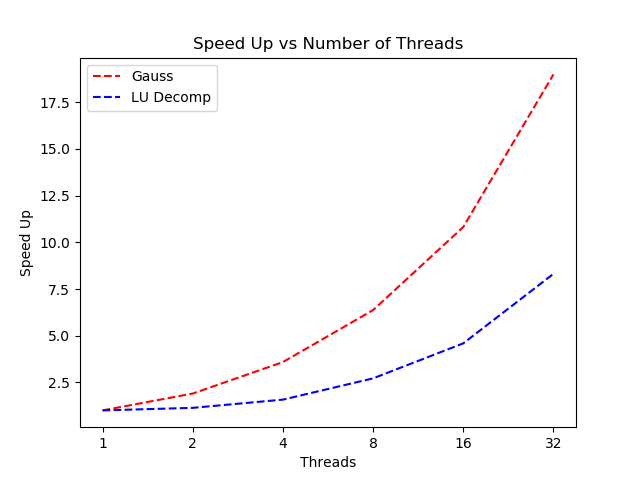 Speed Up vs Number of Threads
Gauss
LU Decomp
17.5
15.0
12.5
10.0
7.5
5.0
2.5
Speed Up
1 2 4 8 16 32
Threads